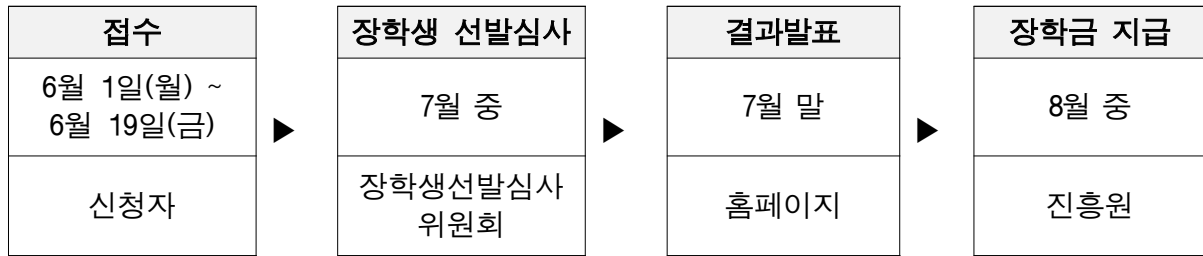 접수
6월 1일(월) ~
6월 19일(금)
신청자
▶
장학생 선발심사
7월 중
장학생선발심사
위원회
▶
결과발표
7월 말
홈페이지
▶
장학금 지급
8월 중
진흥원